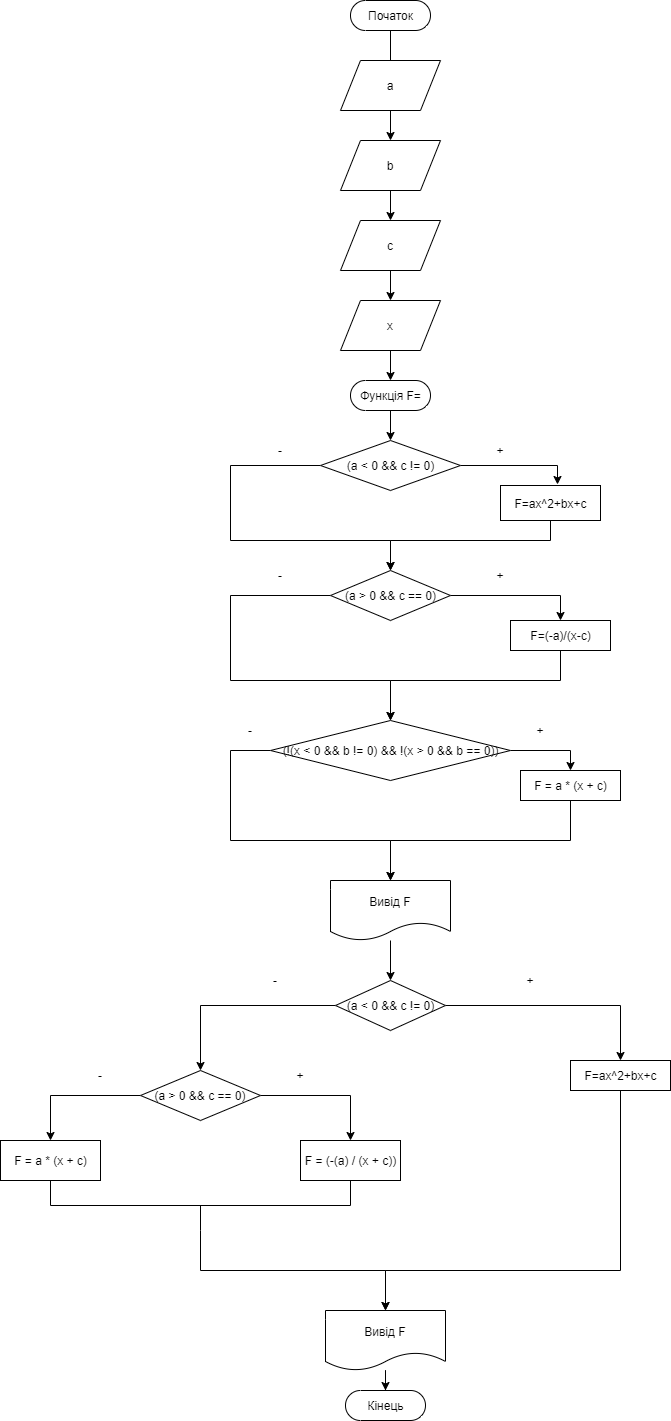 Початок
a
b
c
x
Функція F=
- +
(a < 0 && c != 0)
F=ax^2+bx+c
- +
(a > 0 && c == 0)
F=(-a)/(x-c)
- +
(!(x < 0 && b != 0) && !(x > 0 && b == 0))
F = a * (x + c)
Вивід F
- +
(a < 0 && c != 0)
F=ax^2+bx+c
- +
(a > 0 && c == 0)
F = a * (x + c)
F = (-(a) / (x + c))
Вивід F
Кінець